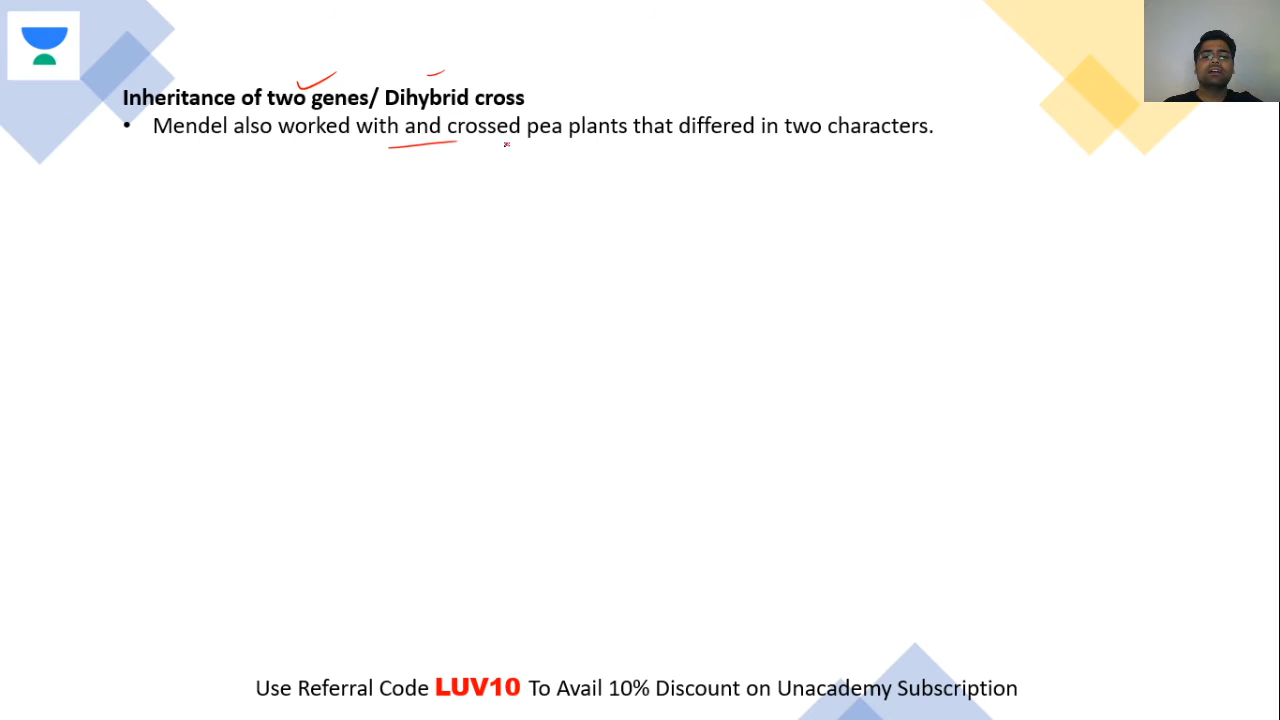 Inheritance of two genes/ Dihybrid cross
• Mendel also worked with and crossed pea plants that differed in two characters.
Use Referral Code LUV10 To Avail 10% Discount on Unacademy Subscription